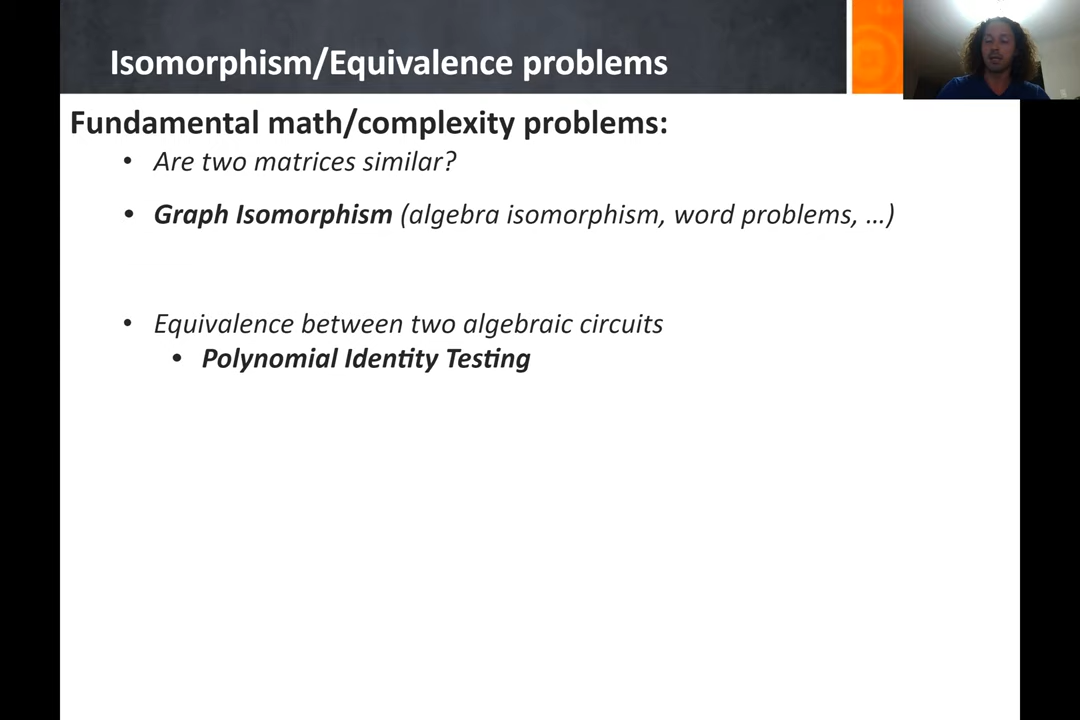 Isomorphism/Equivalence problems
Fundamental math/complexity problems:
• Are two matrices similar?
• Graph Isomorphism (algebra isomorphism, word problems, …)
• Equivalence between two algebraic circuits
• Polynomial Identity Testing